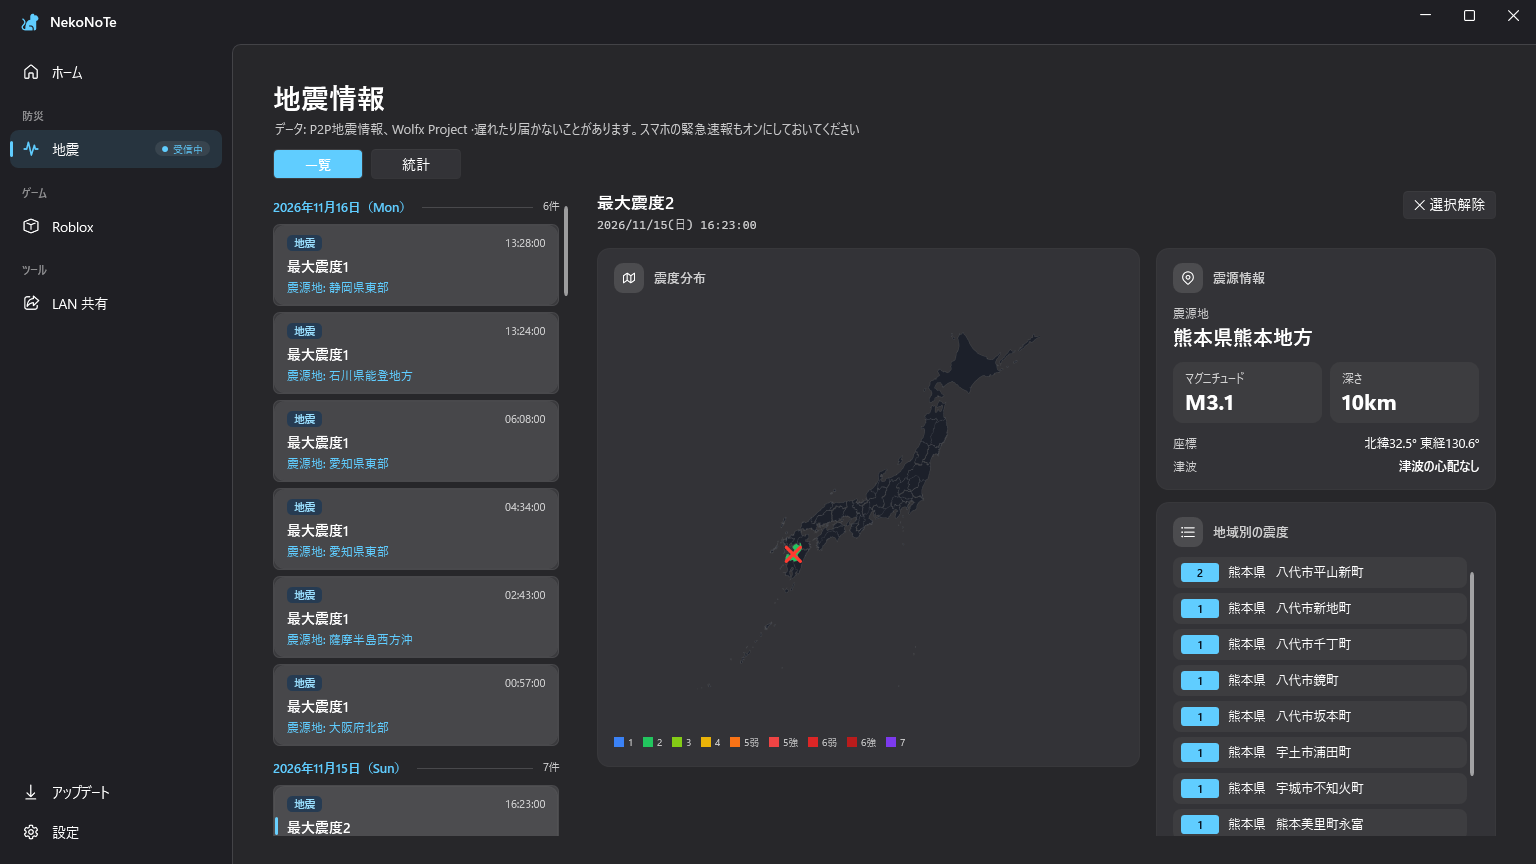 NekoNoTe
ホーム
防災
地震
受信中
ゲーム
Roblox
ツール
LAN 共有
アップデート
設定
地震情報
データ: P2P地震情報、Wolfx Project ·遅れたり届かないことがあります。スマホの緊急速報もオンにしておいてください
一覧
統計
2026年11月16日（Mon）
6件
地震
13:28:00
最大震度1
震源地: 静岡県東部
地震
13:24:00
最大震度1
震源地: 石川県能登地方
地震
06:08:00
最大震度1
震源地: 愛知県東部
地震
04:34:00
最大震度1
震源地: 愛知県東部
地震
02:43:00
最大震度1
震源地: 薩摩半島西方沖
地震
00:57:00
最大震度1
震源地: 大阪府北部
2026年11月15日（Sun）
7件
地震
16:23:00
最大震度2
最大震度2
2026/11/15(日) 16:23:00
選択解除
震度分布
1 2 3 4 5弱 5強 6弱 6強 7
震源情報
震源地
熊本県熊本地方
マグニチュード
M3.1
深さ
10km
座標
北緯32.5° 東経130.6°
津波
津波の心配なし
地域別の震度
2 熊本県 八代市平山新町
1 熊本県 八代市新地町
1 熊本県 八代市千丁町
1 熊本県 八代市鏡町
1 熊本県 八代市坂本町
1 熊本県 宇土市浦田町
1 熊本県 宇城市不知火町
1 熊本県 熊本美里町永富